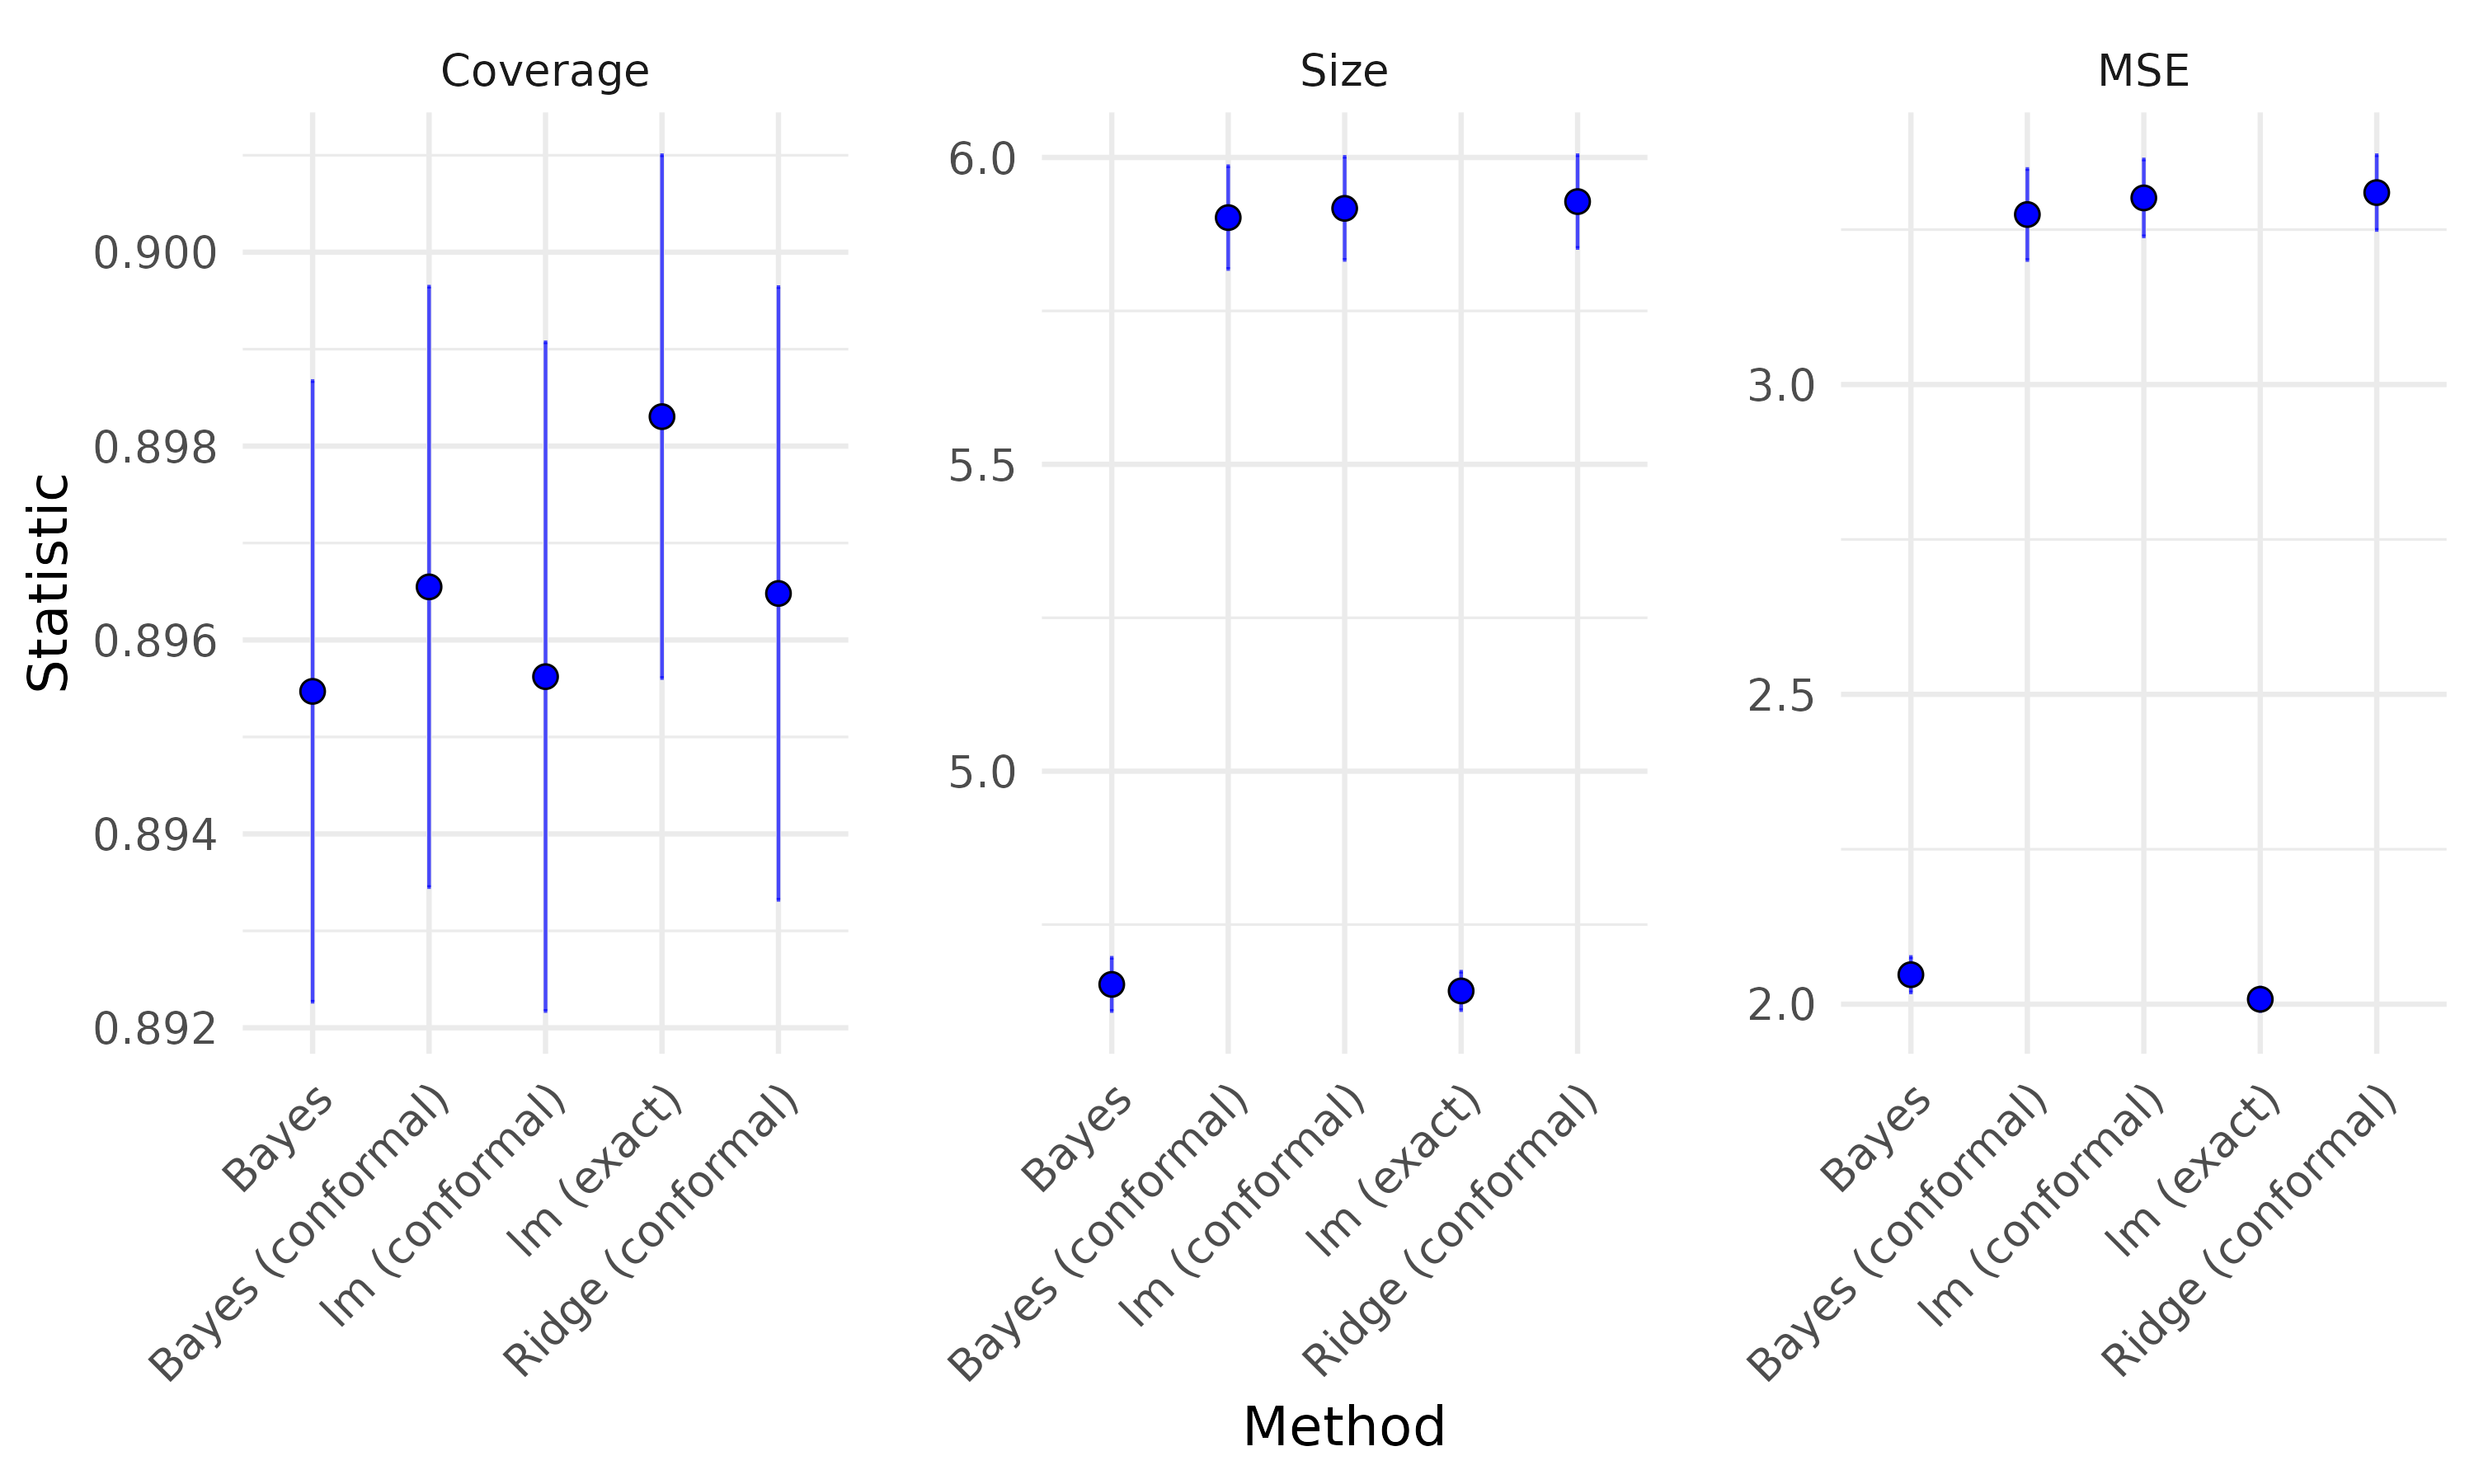 Coverage
Size
MSE
Statistic
0.900
0.898
0.896
0.894
0.892
6.0
5.5
5.0
3.0
2.5
2.0
Bayes
Bayes (conformal)
lm (conformal)
lm (exact)
Ridge (conformal)
Bayes
Bayes (conformal)
lm (conformal)
lm (exact)
Ridge (conformal)
Bayes
Bayes (conformal)
lm (conformal)
lm (exact)
Ridge (conformal)
Method